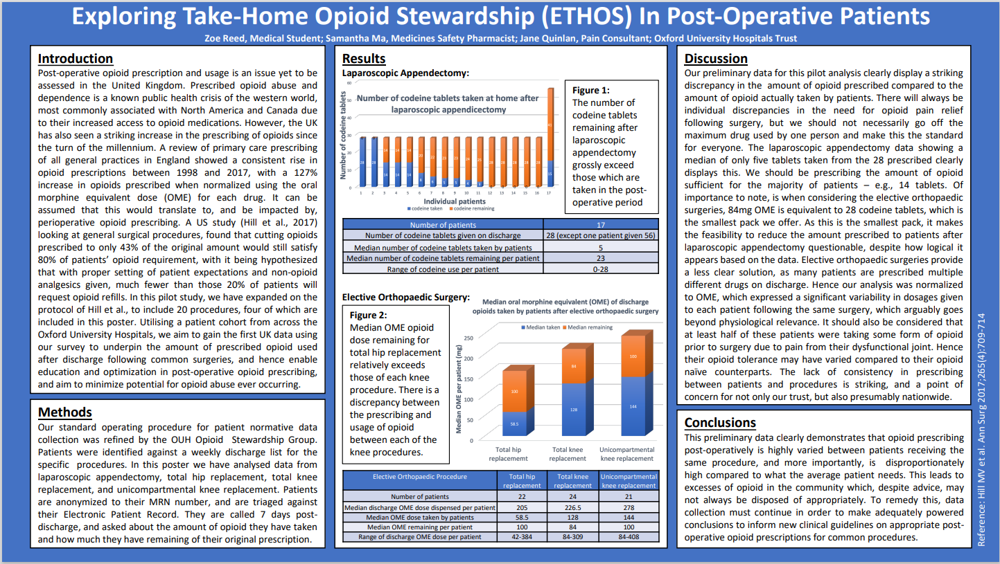 Exploring Take-Home Opioid Stewardship (ETHOS) In Post-Operative Patients
Zoe Reed, Medical Student; Samantha Ma, Medicines Safety Pharmacist; Jane Quinlan, Pain Consultant; Oxford University Hospitals Trust
Introduction
Post-operative opioid prescription and usage is an issue yet to be
assessed in the United Kingdom. Prescribed opioid abuse and
dependence is a known public health crisis of the western world,
most commonly associated with North America and Canada due
to their increased access to opioid medications. However, the UK
has also seen a striking increase in the prescribing of opioids since
the turn of the millennium. A review of primary care prescribing
of all general practices in England showed a consistent rise in
opioid prescriptions between 1998 and 2017, with a 127%
increase in opioids prescribed when normalized using the oral
morphine equivalent dose (OME) for each drug. It can be
assumed that this would translate to, and be impacted by,
perioperative opioid prescribing. A US study (Hill et al., 2017)
looking at general surgical procedures, found that cutting opioids
prescribed to only 43% of the original amount would still satisfy
80% of patients' opioid requirement, with it being hypothesized
that with proper setting of patient expectations and non-opioid
analgesics given, much fewer than those 20% of patients will
request opioid refills. In this pilot study, we have expanded on the
protocol of Hill et al., to include 20 procedures, four of which are
included in this poster. Utilising a patient cohort from across the
Oxford University Hospitals, we aim to gain the first UK data using
our survey to underpin the amount of prescribed opioid used
after discharge following common surgeries, and hence enable
education and optimization in post-operative opioid prescribing,
and aim to minimize potential for opioid abuse ever occurring.
Methods
Our standard operating procedure for patient normative data
collection was refined by the OUH Opioid Stewardship Group.
Patients were identified against a weekly discharge list for the
specific procedures. In this poster we have analysed data from
laparoscopic appendectomy, total hip replacement, total knee
replacement, and unicompartmental knee replacement. Patients
are anonymized to their MRN number, and are triaged against
their Electronic Patient Record. They are called 7 days post-
discharge, and asked about the amount of opioid they have taken
and how much they have remaining of their original prescription.
Results
Laparoscopic Appendectomy:
Number of codeine tablets taken at home after
laparoscopic appendicectomy
Number of codeine tablets
60
50
40
30
20
10
0
28 28 14 14 14 8 6 5 5 4 3 0 0 0 0 0 15
0 0 14 14 14 20 22 23 23 24 25 28 28 28 28 28 41
1 2 3 4 5 6 7 8 9 10 11 12 13 14 15 16 17
Individual patients
codeine taken codeine remaining
Figure 1:
The number of
codeine tablets
remaining after
laparoscopic
appendectomy
grossly exceed
those which are
taken in the post-
operative period
Number of patients 17
Number of codeine tablets given on discharge 28 (except one patient given 56)
Median number of codeine tablets taken by patients 5
Median number of codeine tablets remaining per patient 23
Range of codeine use per patient 0-28
Elective Orthopaedic Surgery:
Figure 2:
Median OME opioid
dose remaining for
total hip replacement
relatively exceeds
those of each knee
procedure. There is a
discrepancy between
the prescribing and
usage of opioid
between each of the
knee procedures.
Median oral morphine equivalent (OME) of discharge
opioids taken by patients after elective orthopaedic surgery
Median taken Median remaining
Median OME per patient (mg)
250
200
150
100
50
0
100 84 100
58.5 128 144
Total hip replacememt
Total knee replacement
Unicompartmental knee replacement
Elective Orthopaedic Procedure Total hip replacement Total knee replacement Unicompartmental knee replacement
Number of patients 22 24 21
Median discharge OME dose dispensed per patient 205 226.5 278
Median OME dose taken by patients 58.5 128 144
Median OME remaining per patient 100 84 100
Range of discharge OME dose per patient 42-384 84-309 84-408
Discussion
Our preliminary data for this pilot analysis clearly display a striking
discrepancy in the amount of opioid prescribed compared to the
amount of opioid actually taken by patients. There will always be
individual discrepancies in the need for opioid pain relief
following surgery, but we should not necessarily go off the
maximum drug used by one person and make this the standard
for everyone. The laparoscopic appendectomy data showing a
median of only five tablets taken from the 28 prescribed clearly
displays this. We should be prescribing the amount of opioid
sufficient for the majority of patients – e.g., 14 tablets. Of
importance to note, is when considering the elective orthopaedic
surgeries, 84mg OME is equivalent to 28 codeine tablets, which is
the smallest pack we offer. As this is the smallest pack, it makes
the feasibility to reduce the amount prescribed to patients after
laparoscopic appendectomy questionable, despite how logical it
appears based on the data. Elective orthopaedic surgeries provide
a less clear solution, as many patients are prescribed multiple
different drugs on discharge. Hence our analysis was normalized
to OME, which expressed a significant variability in dosages given
to each patient following the same surgery, which arguably goes
beyond physiological relevance. It should also be considered that
at least half of these patients were taking some form of opioid
prior to surgery due to pain from their dysfunctional joint. Hence
their opioid tolerance may have varied compared to their opioid
naïve counterparts. The lack of consistency in prescribing
between patients and procedures is striking, and a point of
concern for not only our trust, but also presumably nationwide.
Conclusions
This preliminary data clearly demonstrates that opioid prescribing
post-operatively is highly varied between patients receiving the
same procedure, and more importantly, is disproportionately
high compared to what the average patient needs. This leads to
excesses of opioid in the community which, despite advice, may
not always be disposed of appropriately. To remedy this, data
collection must continue in order to make adequately powered
conclusions to inform new clinical guidelines on appropriate post-
operative opioid prescriptions for common procedures.
Reference: Hill MV et al. Ann Surg 2017;265(4):709-714